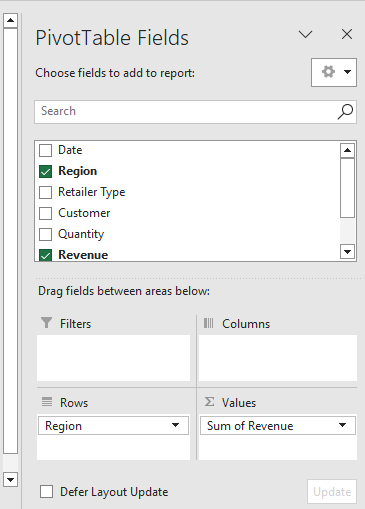 PivotTable Fields
Choose fields to add to report:
Search
Date
Region
Retailer Type
Customer
Quantity
Revenue
Drag fields between areas below:
Filters
Columns
Rows
Σ Values
Region
Sum of Revenue
Defer Layout Update
Update